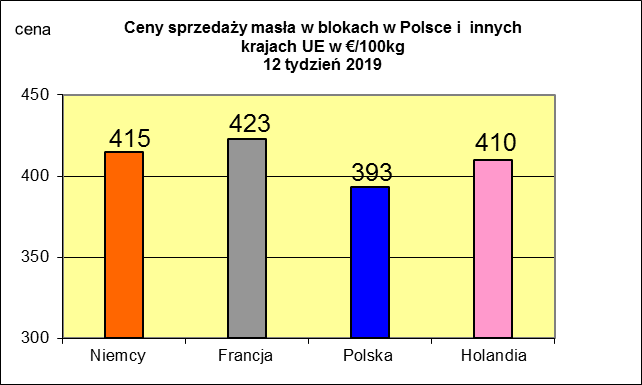 cena
Ceny sprzedaży masła w blokach w Polsce i  innych
krajach UE w €/100kg
12 tydzień 2019
450
400
350
300
415
423
393
410
Niemcy
Francja
Polska
Holandia